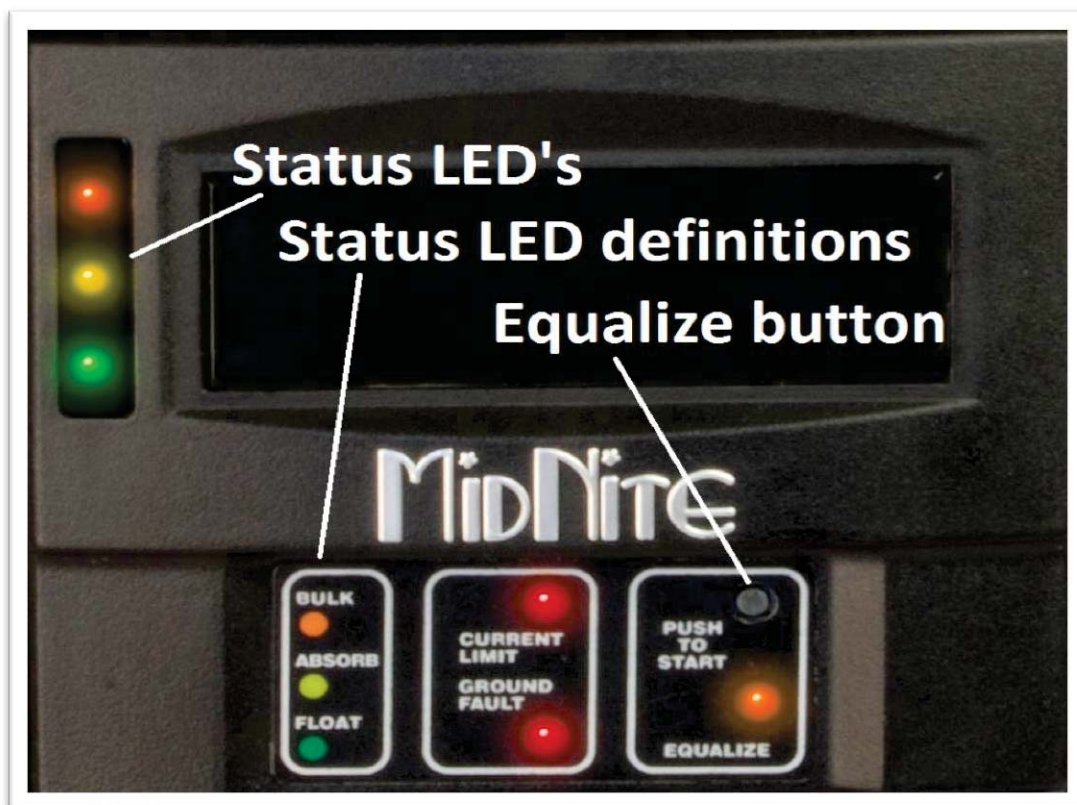 Status LED's
Status LED definitions
Equalize button
MidNite
BULK
ABSORB
FLOAT
CURRENT
LIMIT
GROUND
FAULT
PUSH
TO
START
EQUALIZE